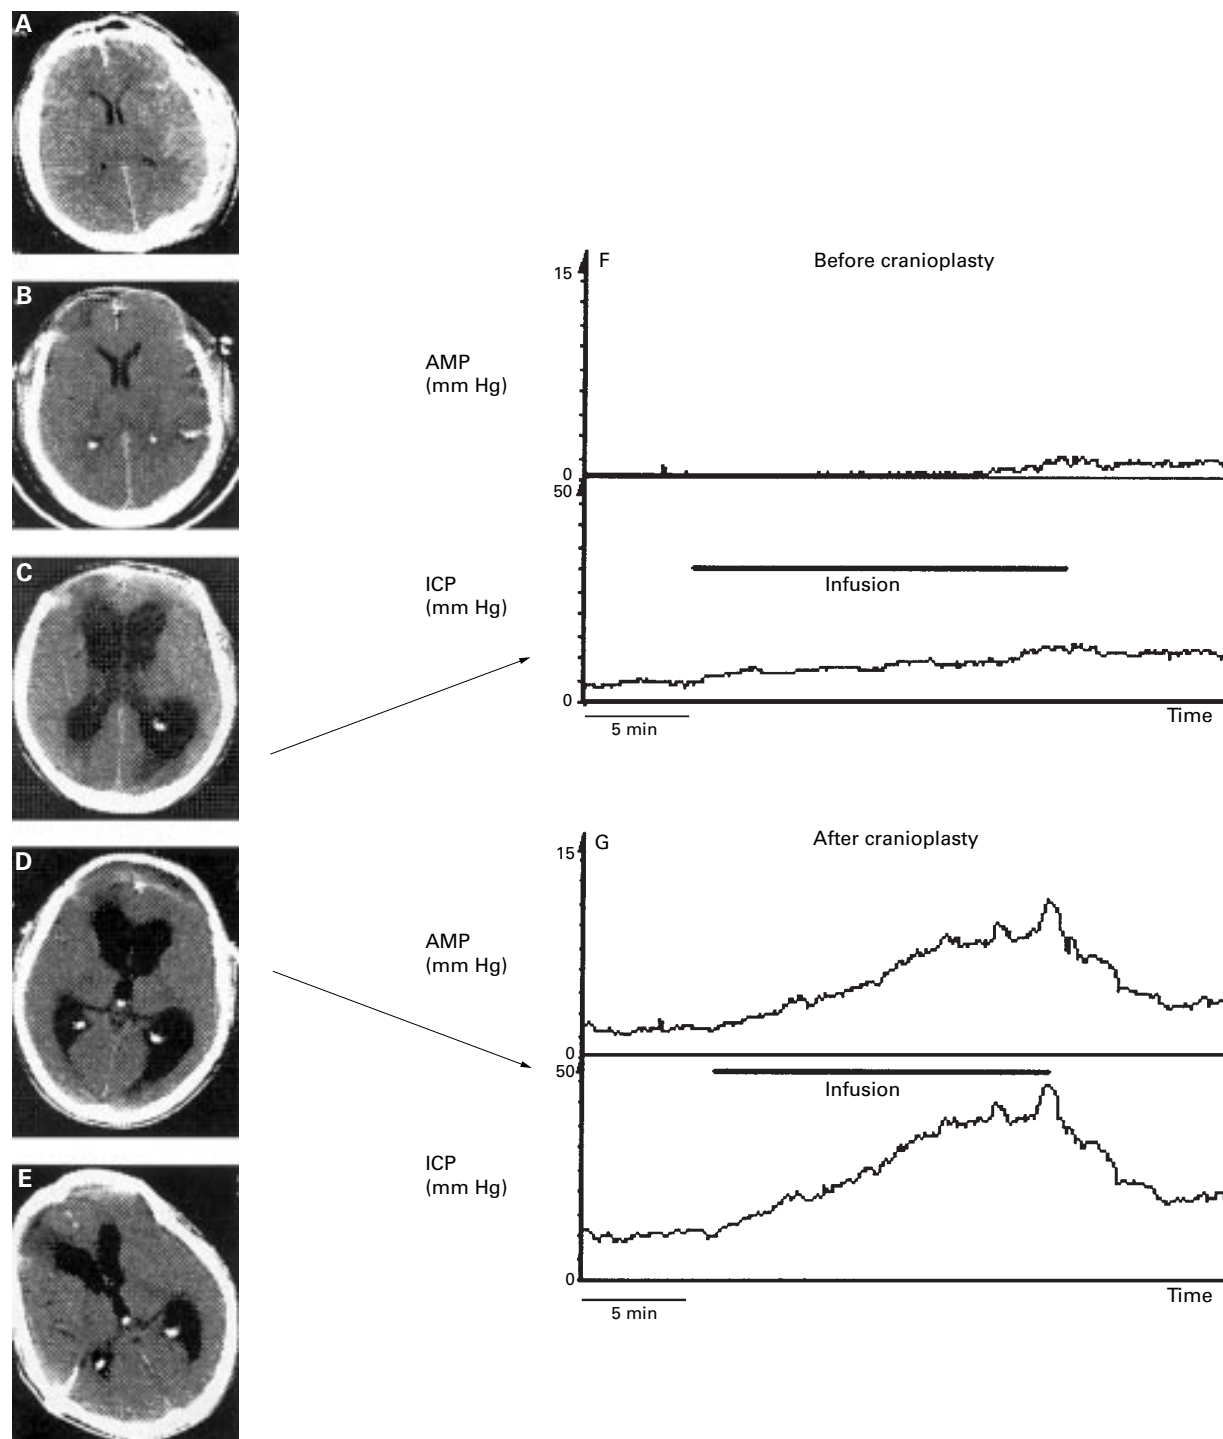 A
B
C
D
E
F
Before cranioplasty
15
AMP
(mm Hg)
0
50
Infusion
ICP
(mm Hg)
0
Time
5 min
G
After cranioplasty
15
AMP
(mm Hg)
0
50
Infusion
ICP
(mm Hg)
0
Time
5 min